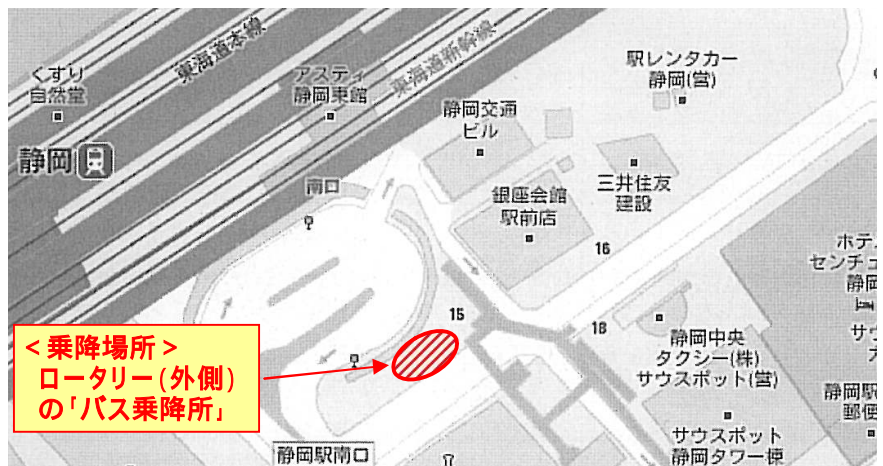 東海道本線
くすり
自然堂
アスティ
静岡東館
東海道新幹線
駅レンタカー
静岡(営)
静岡交通
ビル
静岡
南口
銀座会館
駅前店
三井住友
建設
16
ホテ
センチュ
静岡
15
18
<乗降場所>
ロータリー(外側)
の「バス乗降所」
静岡中央
タクシー(株)
サウスポット(営)
サウ
静岡駅
郵便
サウスポット
静岡タワー棟
静岡駅南口